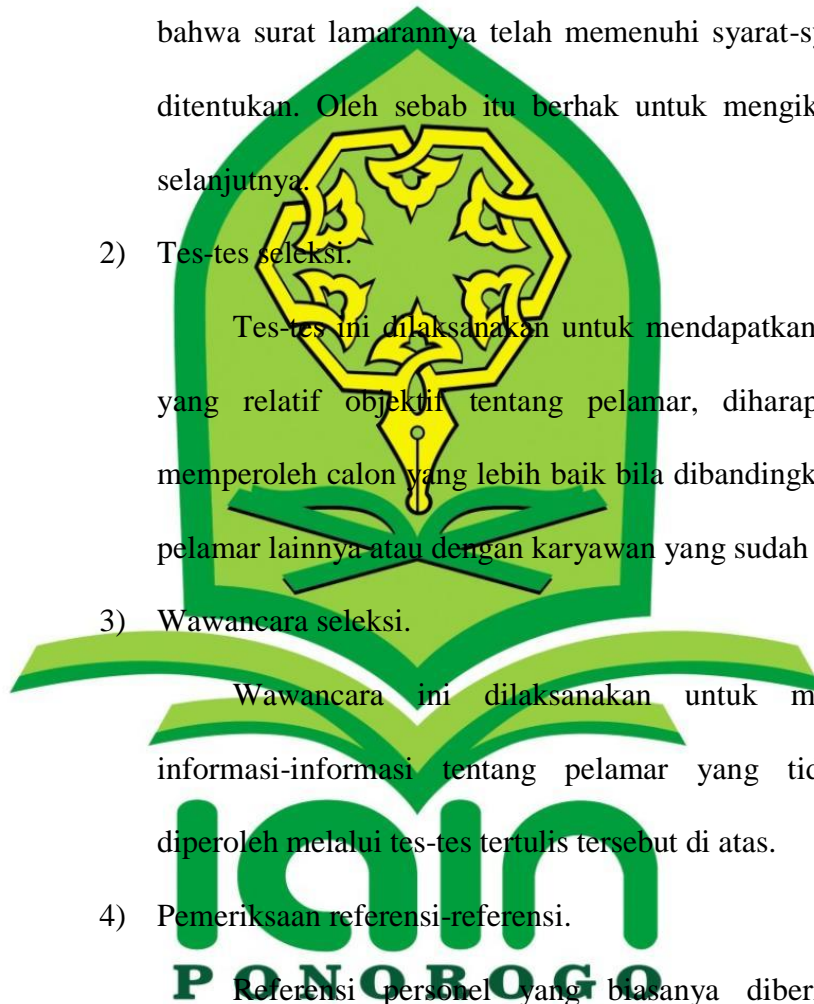 bahwa surat lamarannya telah memenuhi syarat-sy
ditentukan. Oleh sebab itu berhak untuk mengik
selanjutnya.
2) Tes-tes seleksi.
Tes-tes ini dilaksanakan untuk mendapatkan
yang relatif objektif tentang pelamar, diharap
memperoleh calon yang lebih baik bila dibandingk
pelamar lainnya atau dengan karyawan yang sudah
3) Wawancara seleksi.
Wawancara ini dilaksanakan untuk m
informasi-informasi tentang pelamar yang tid
diperoleh melalui tes-tes tertulis tersebut di atas.
iain
4) Pemeriksaan referensi-referensi.
PONOROGO
Referensi personel yang biasanya diber